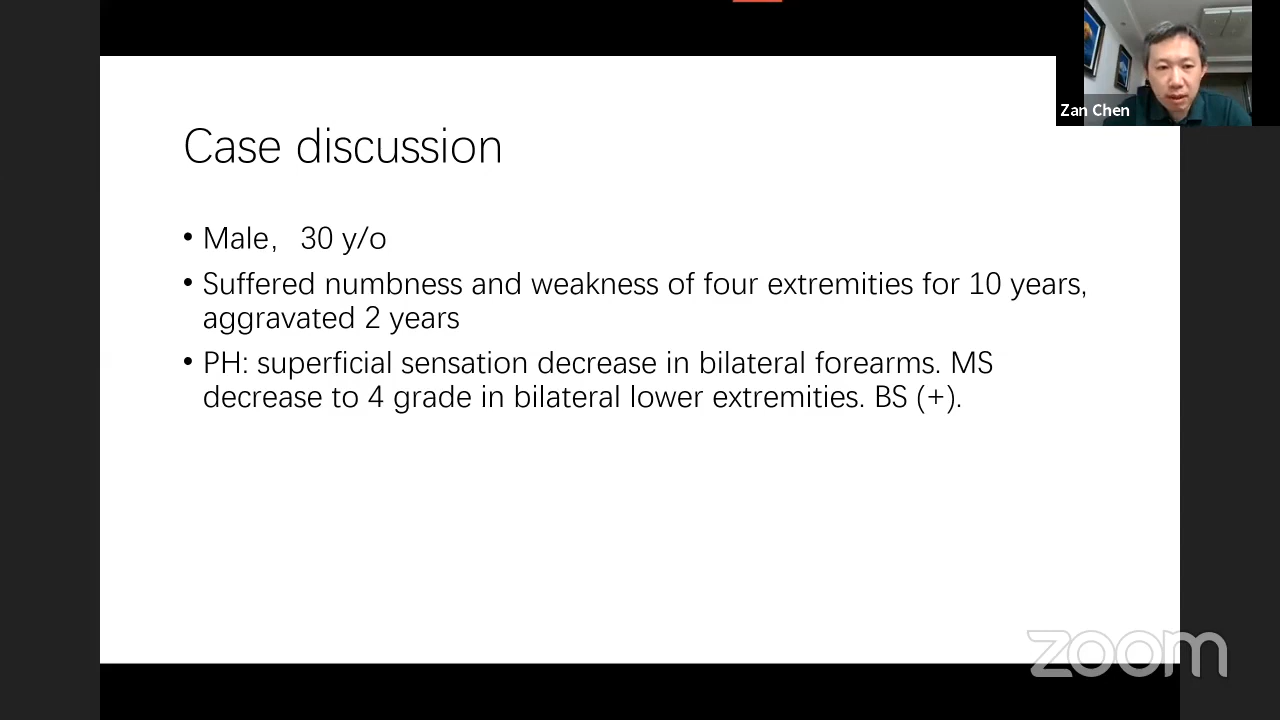 Zan Chen
Case discussion
• Male， 30 y/o
• Suffered numbness and weakness of four extremities for 10 years,
aggravated 2 years
• PH: superficial sensation decrease in bilateral forearms. MS
decrease to 4 grade in bilateral lower extremities. BS (+).
zoom